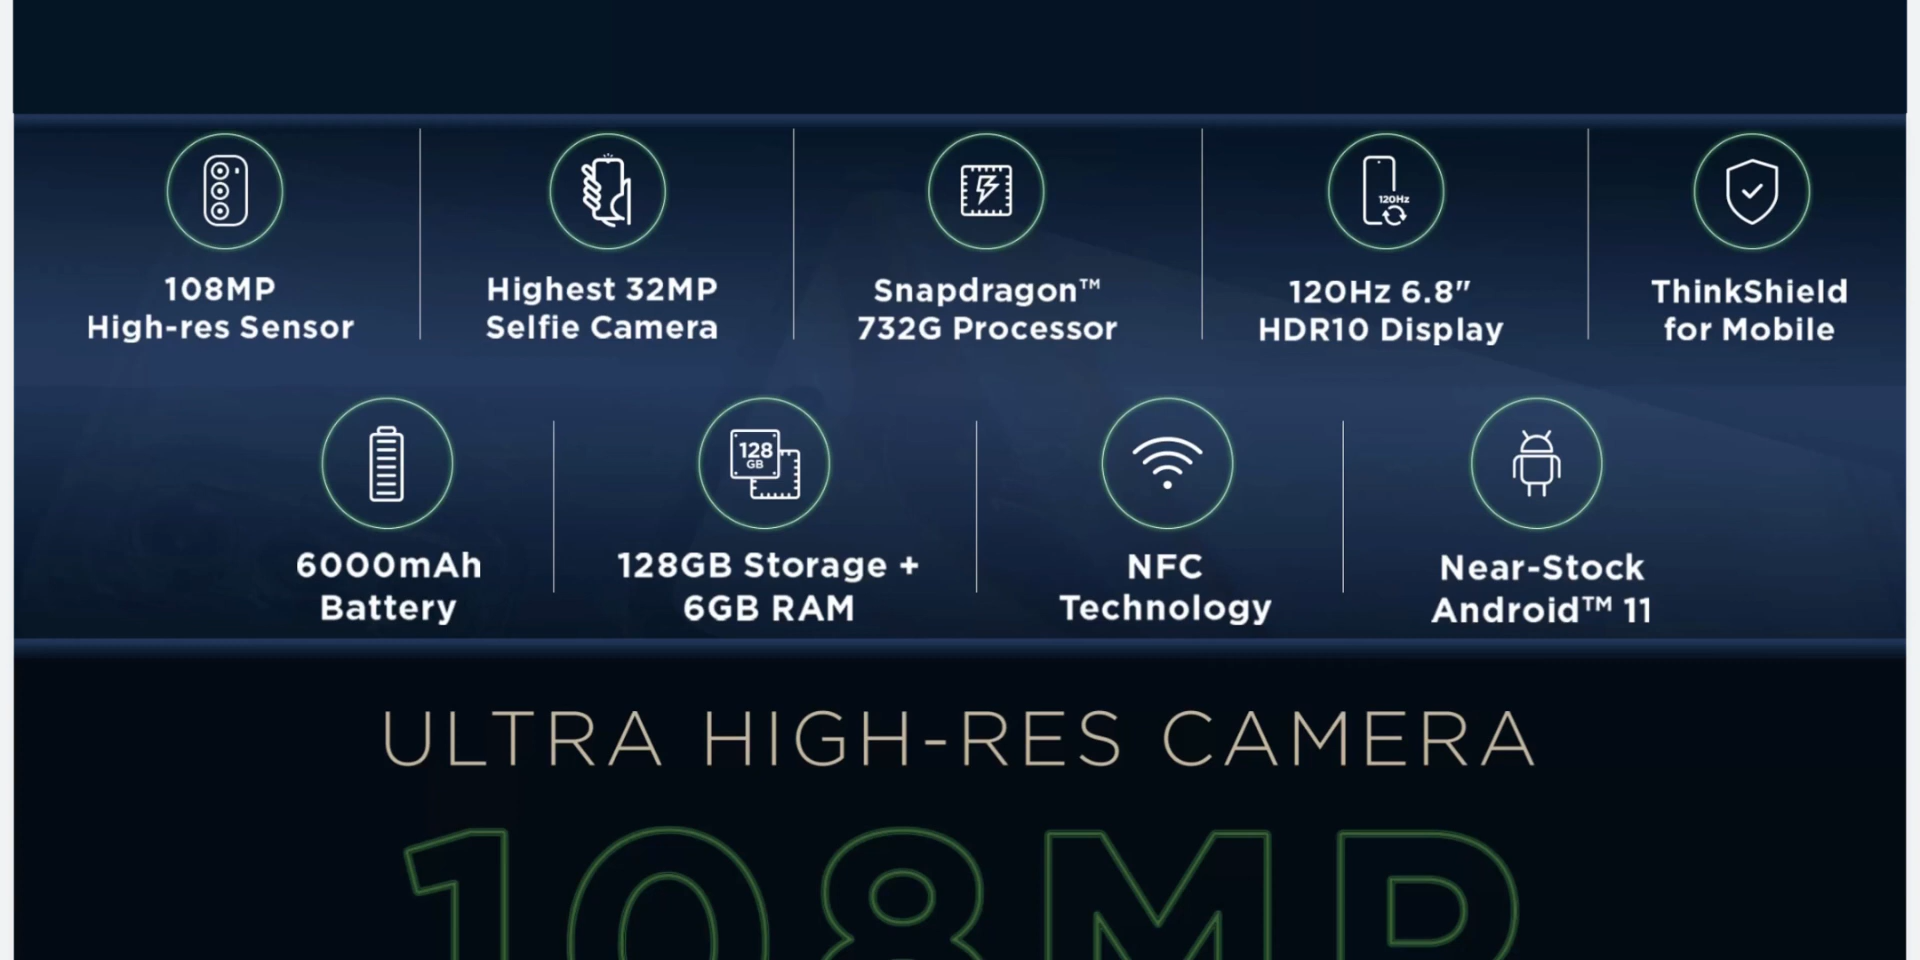 108MP
High-res Sensor
Highest 32MP
Selfie Camera
Snapdragon™
732G Processor
120Hz
120Hz 6.8"
HDR10 Display
ThinkShield
for Mobile
6000mAh
Battery
128
GB
128GB Storage +
6GB RAM
NFC
Technology
Near-Stock
Android™ 11
ULTRA HIGH-RES CAMERA
108MP